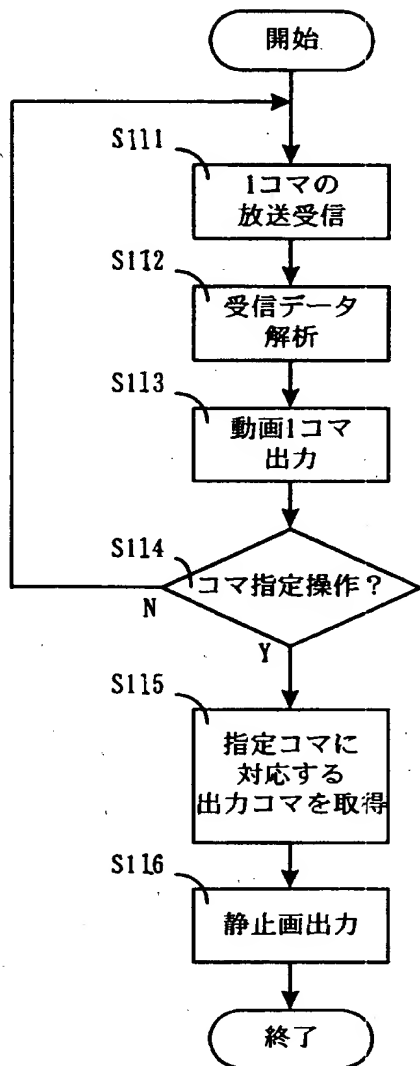 開始
S111
1コマの
放送受信
S112
受信データ
解析
S113
動画1コマ
出力
S114
コマ指定操作？
N
Y
S115
指定コマに
対応する
出力コマを取得
S116
静止画出力
終了